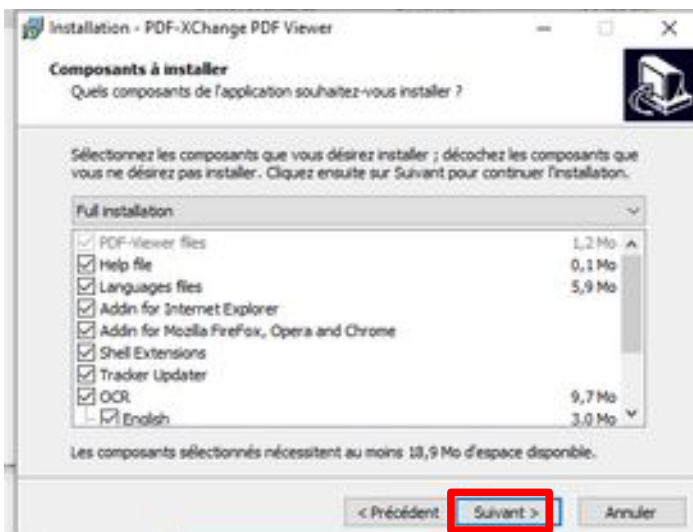 Installation - PDF-XChange PDF Viewer
Composants à installer
Quels composants de l'application souhaitez-vous installer ?
Sélectionnez les composants que vous désirez installer ; décochez les composants que
vous ne désirez pas installer. Cliquez ensuite sur Suivant pour continuer l'installation.
Full installation
PDF-Viewer files 1,2 Mo
Help file 0,1 Mo
Languages files 5,9 Mo
Addin for Internet Explorer
Addin for Mozilla FireFox, Opera and Chrome
Shell Extensions
Tracker Updater
OCR 9,7 Mo
English 3,0 Mo
Les composants sélectionnés nécessitent au moins 18,9 Mo d'espace disponible.
< Précédent Suivant > Annuler